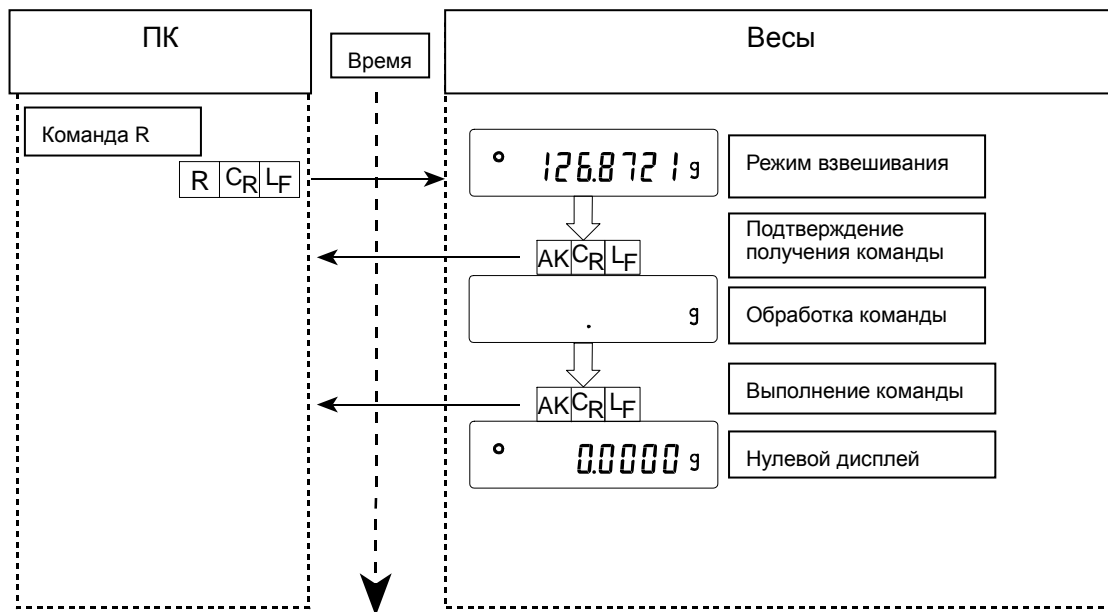 ПК
Время
Весы
Команда R
R CR LF
126.8721 g
Режим взвешивания
Подтверждение
получения команды
AK CR LF
. g
Обработка команды
Выполнение команды
AK CR LF
0.0000 g
Нулевой дисплей